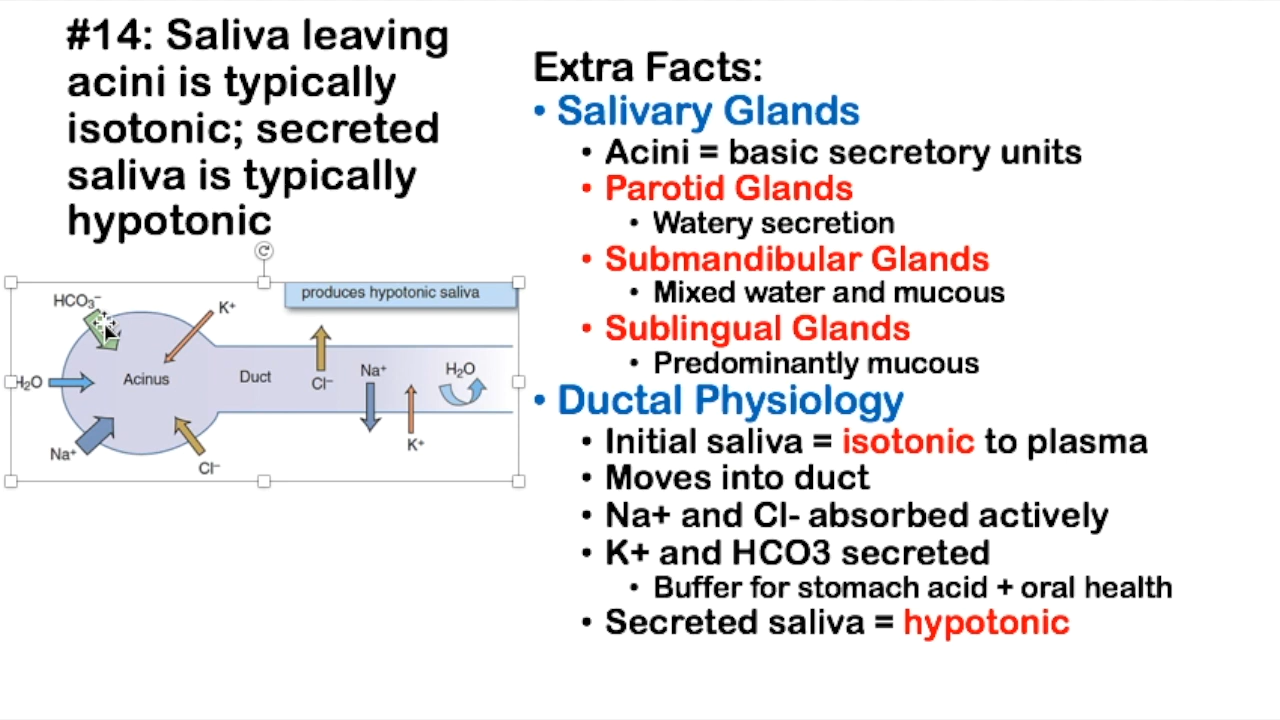 #14: Saliva leaving
acini is typically
isotonic; secreted
saliva is typically
hypotonic
produces hypotonic saliva
HCO3-
K+
H2O
Acinus
Duct
Cl-
Na+
H2O
Na+
Cl-
K+
Extra Facts:
• Salivary Glands
• Acini = basic secretory units
• Parotid Glands
• Watery secretion
• Submandibular Glands
• Mixed water and mucous
• Sublingual Glands
• Predominantly mucous
• Ductal Physiology
• Initial saliva = isotonic to plasma
• Moves into duct
• Na+ and Cl- absorbed actively
• K+ and HCO3 secreted
• Buffer for stomach acid + oral health
• Secreted saliva = hypotonic